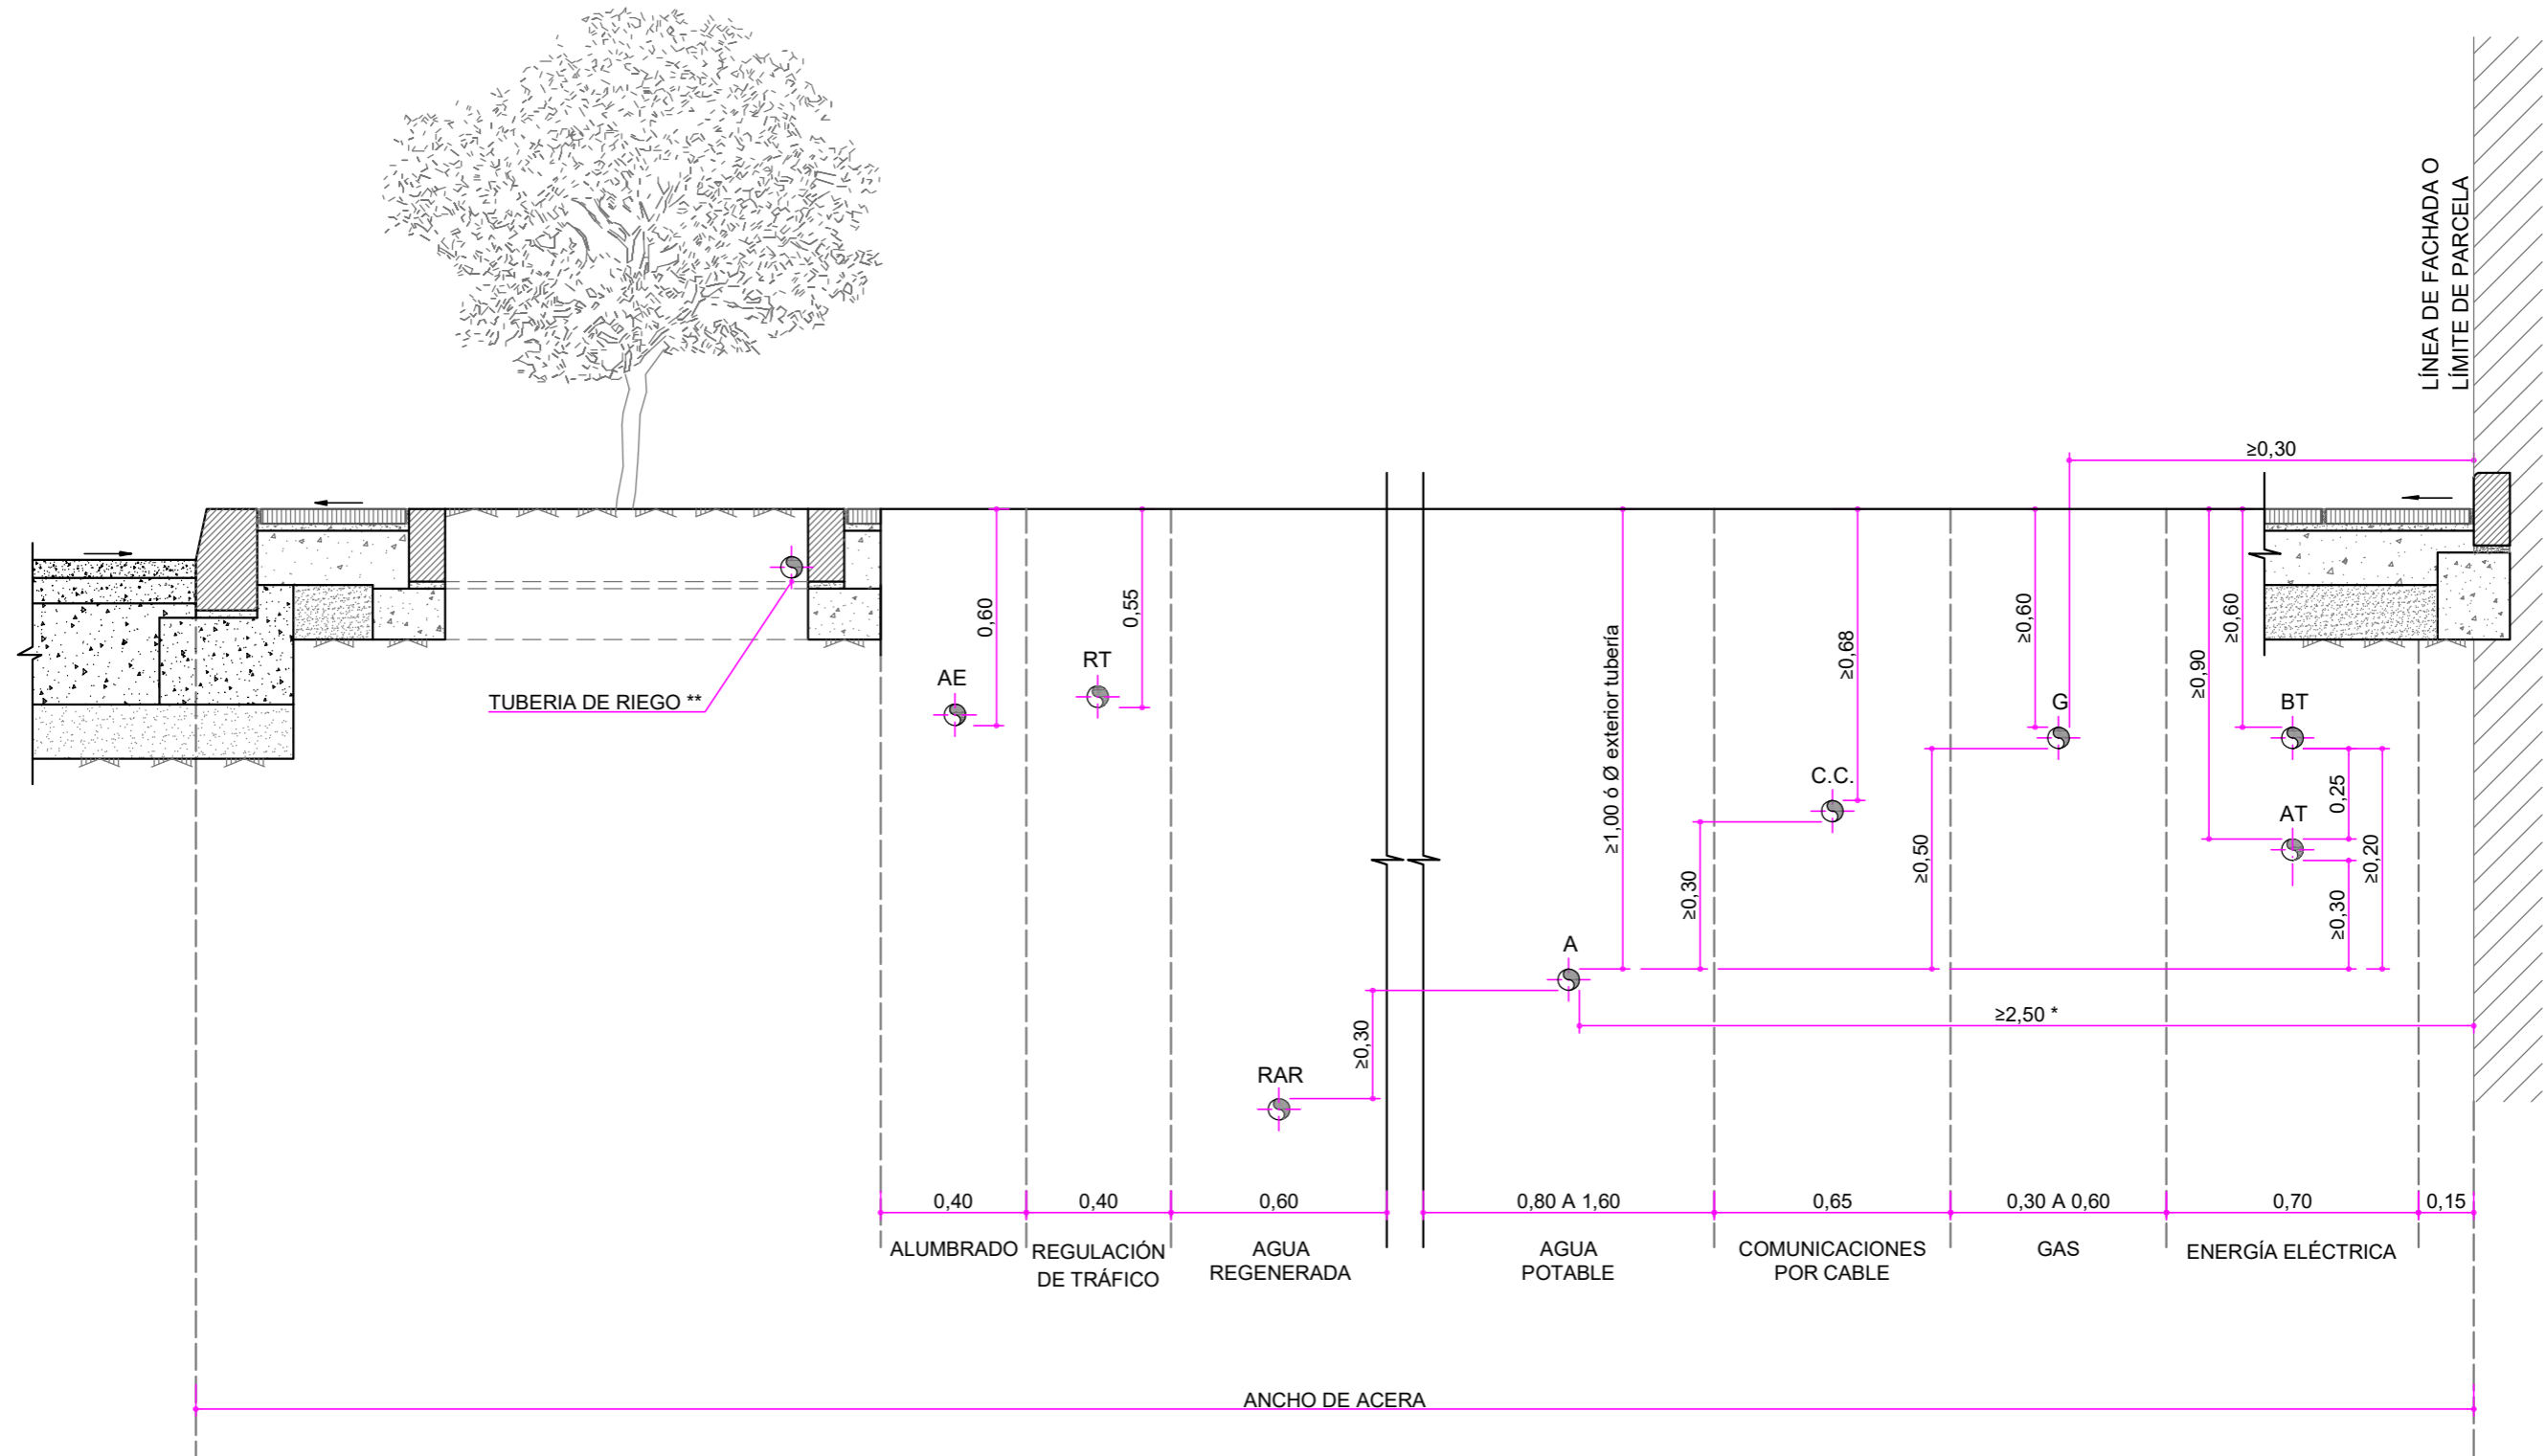 LÍNEA DE FACHADA O
LÍMITE DE PARCELA
≥0,30
0,60
0,55
≥1,00 ó Ø exterior tubería
≥0,68
≥0,60
≥0,90
≥0,60
TUBERIA DE RIEGO **
AE
RT
G
BT
C.C.
0,25
AT
≥0,20
≥0,50
≥0,30
≥0,30
A
≥2,50 *
≥0,30
RAR
0,40
0,40
0,60
0,80 A 1,60
0,65
0,30 A 0,60
0,70
0,15
ALUMBRADO
REGULACIÓN
DE TRÁFICO
AGUA
REGENERADA
AGUA
POTABLE
COMUNICACIONES
POR CABLE
GAS
ENERGÍA ELÉCTRICA
ANCHO DE ACERA